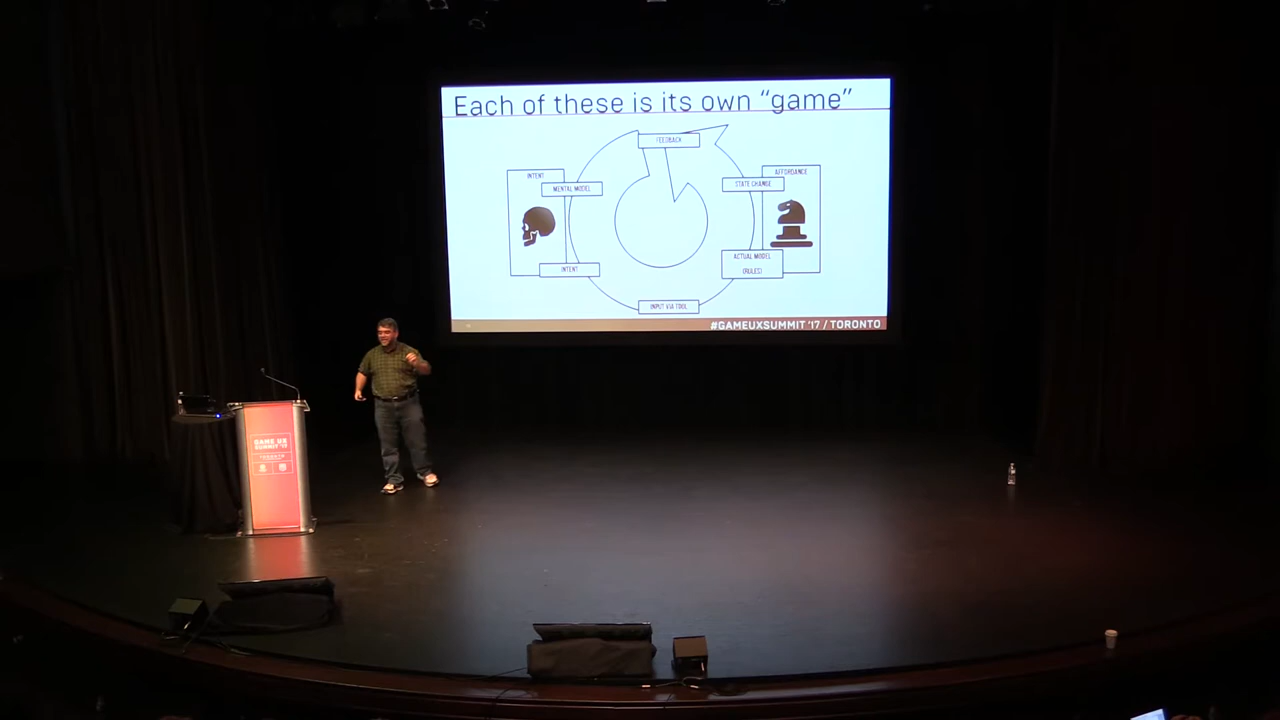 Each of these is its own “game”
FEEDBACK
INTENT
MENTAL MODEL
STATE CHANGE
AFFORDANCE
INTENT
ACTUAL MODEL
(RULES)
INPUT VIA TOOL
#GAMEUXSUMMIT '17 / TORONTO
GAME UX
SUMMIT '17
TORONTO